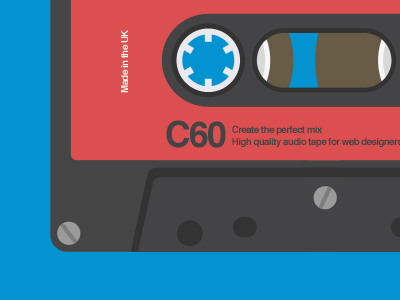 Made in the UK
C60
Create the perfect mix
High quality audio tape for web designers